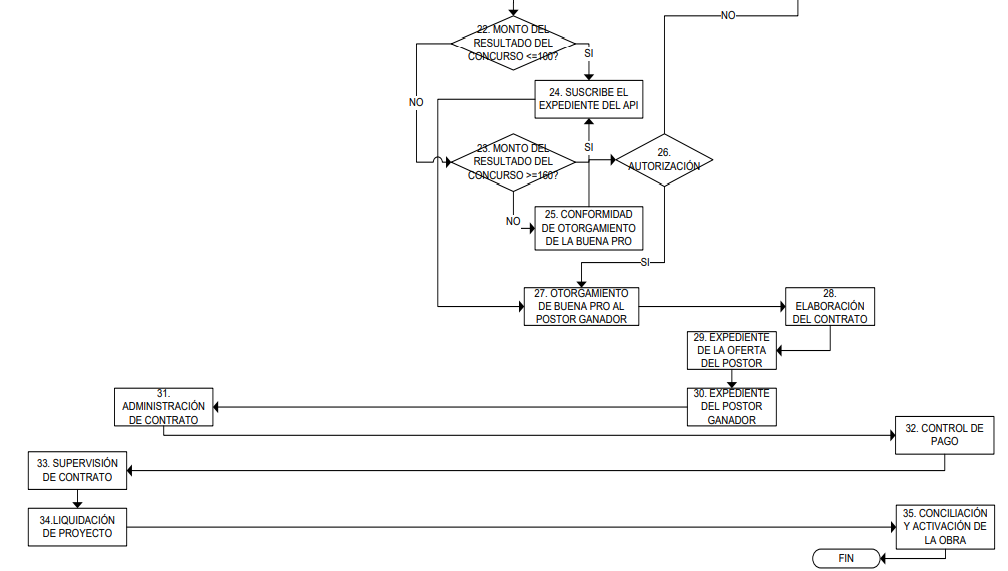 NO
22. MONTO DEL
RESULTADO DEL
CONCURSO <=100?
SI
24. SUSCRIBE EL
EXPEDIENTE DEL API
NO
SI
23. MONTO DEL
RESULTADO DEL
CONCURSO >=160?
26.
AUTORIZACIÓN
NO
25. CONFORMIDAD
DE OTORGAMIENTO
DE LA BUENA PRO
SI
27. OTORGAMIENTO
DE BUENA PRO AL
POSTOR GANADOR
28.
ELABORACIÓN
DEL CONTRATO
29. EXPEDIENTE
DE LA OFERTA
DEL POSTOR
30. EXPEDIENTE
DEL POSTOR
GANADOR
31.
ADMINISTRACIÓN
DE CONTRATO
32. CONTROL DE
PAGO
33. SUPERVISIÓN
DE CONTRATO
34.LIQUIDACIÓN
DE PROYECTO
35. CONCILIACIÓN
Y ACTIVACIÓN DE
LA OBRA
FIN